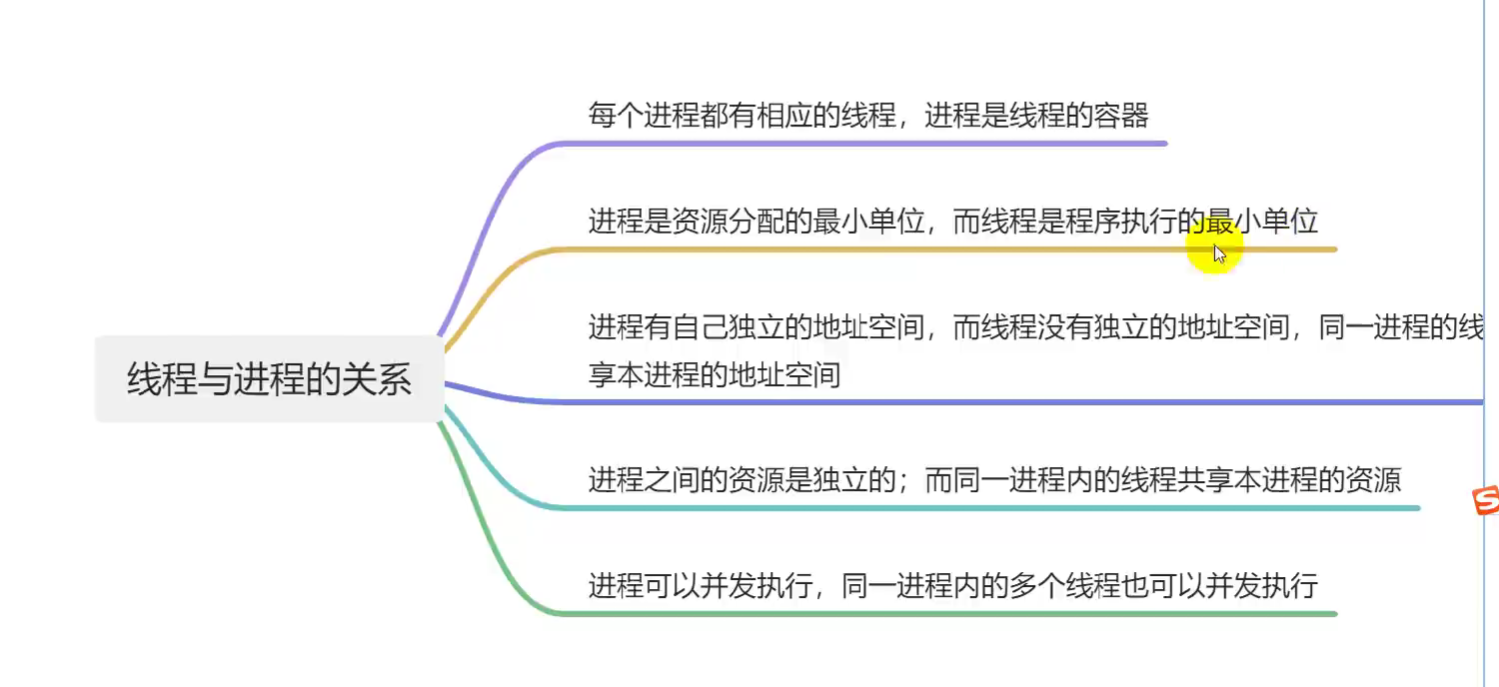 每个进程都有相应的线程，进程是线程的容器
进程是资源分配的最小单位，而线程是程序执行的最小单位
进程有自己独立的地址空间，而线程没有独立的地址空间，同一进程的线
享本进程的地址空间
线程与进程的关系
进程之间的资源是独立的；而同一进程内的线程共享本进程的资源
进程可以并发执行，同一进程内的多个线程也可以并发执行